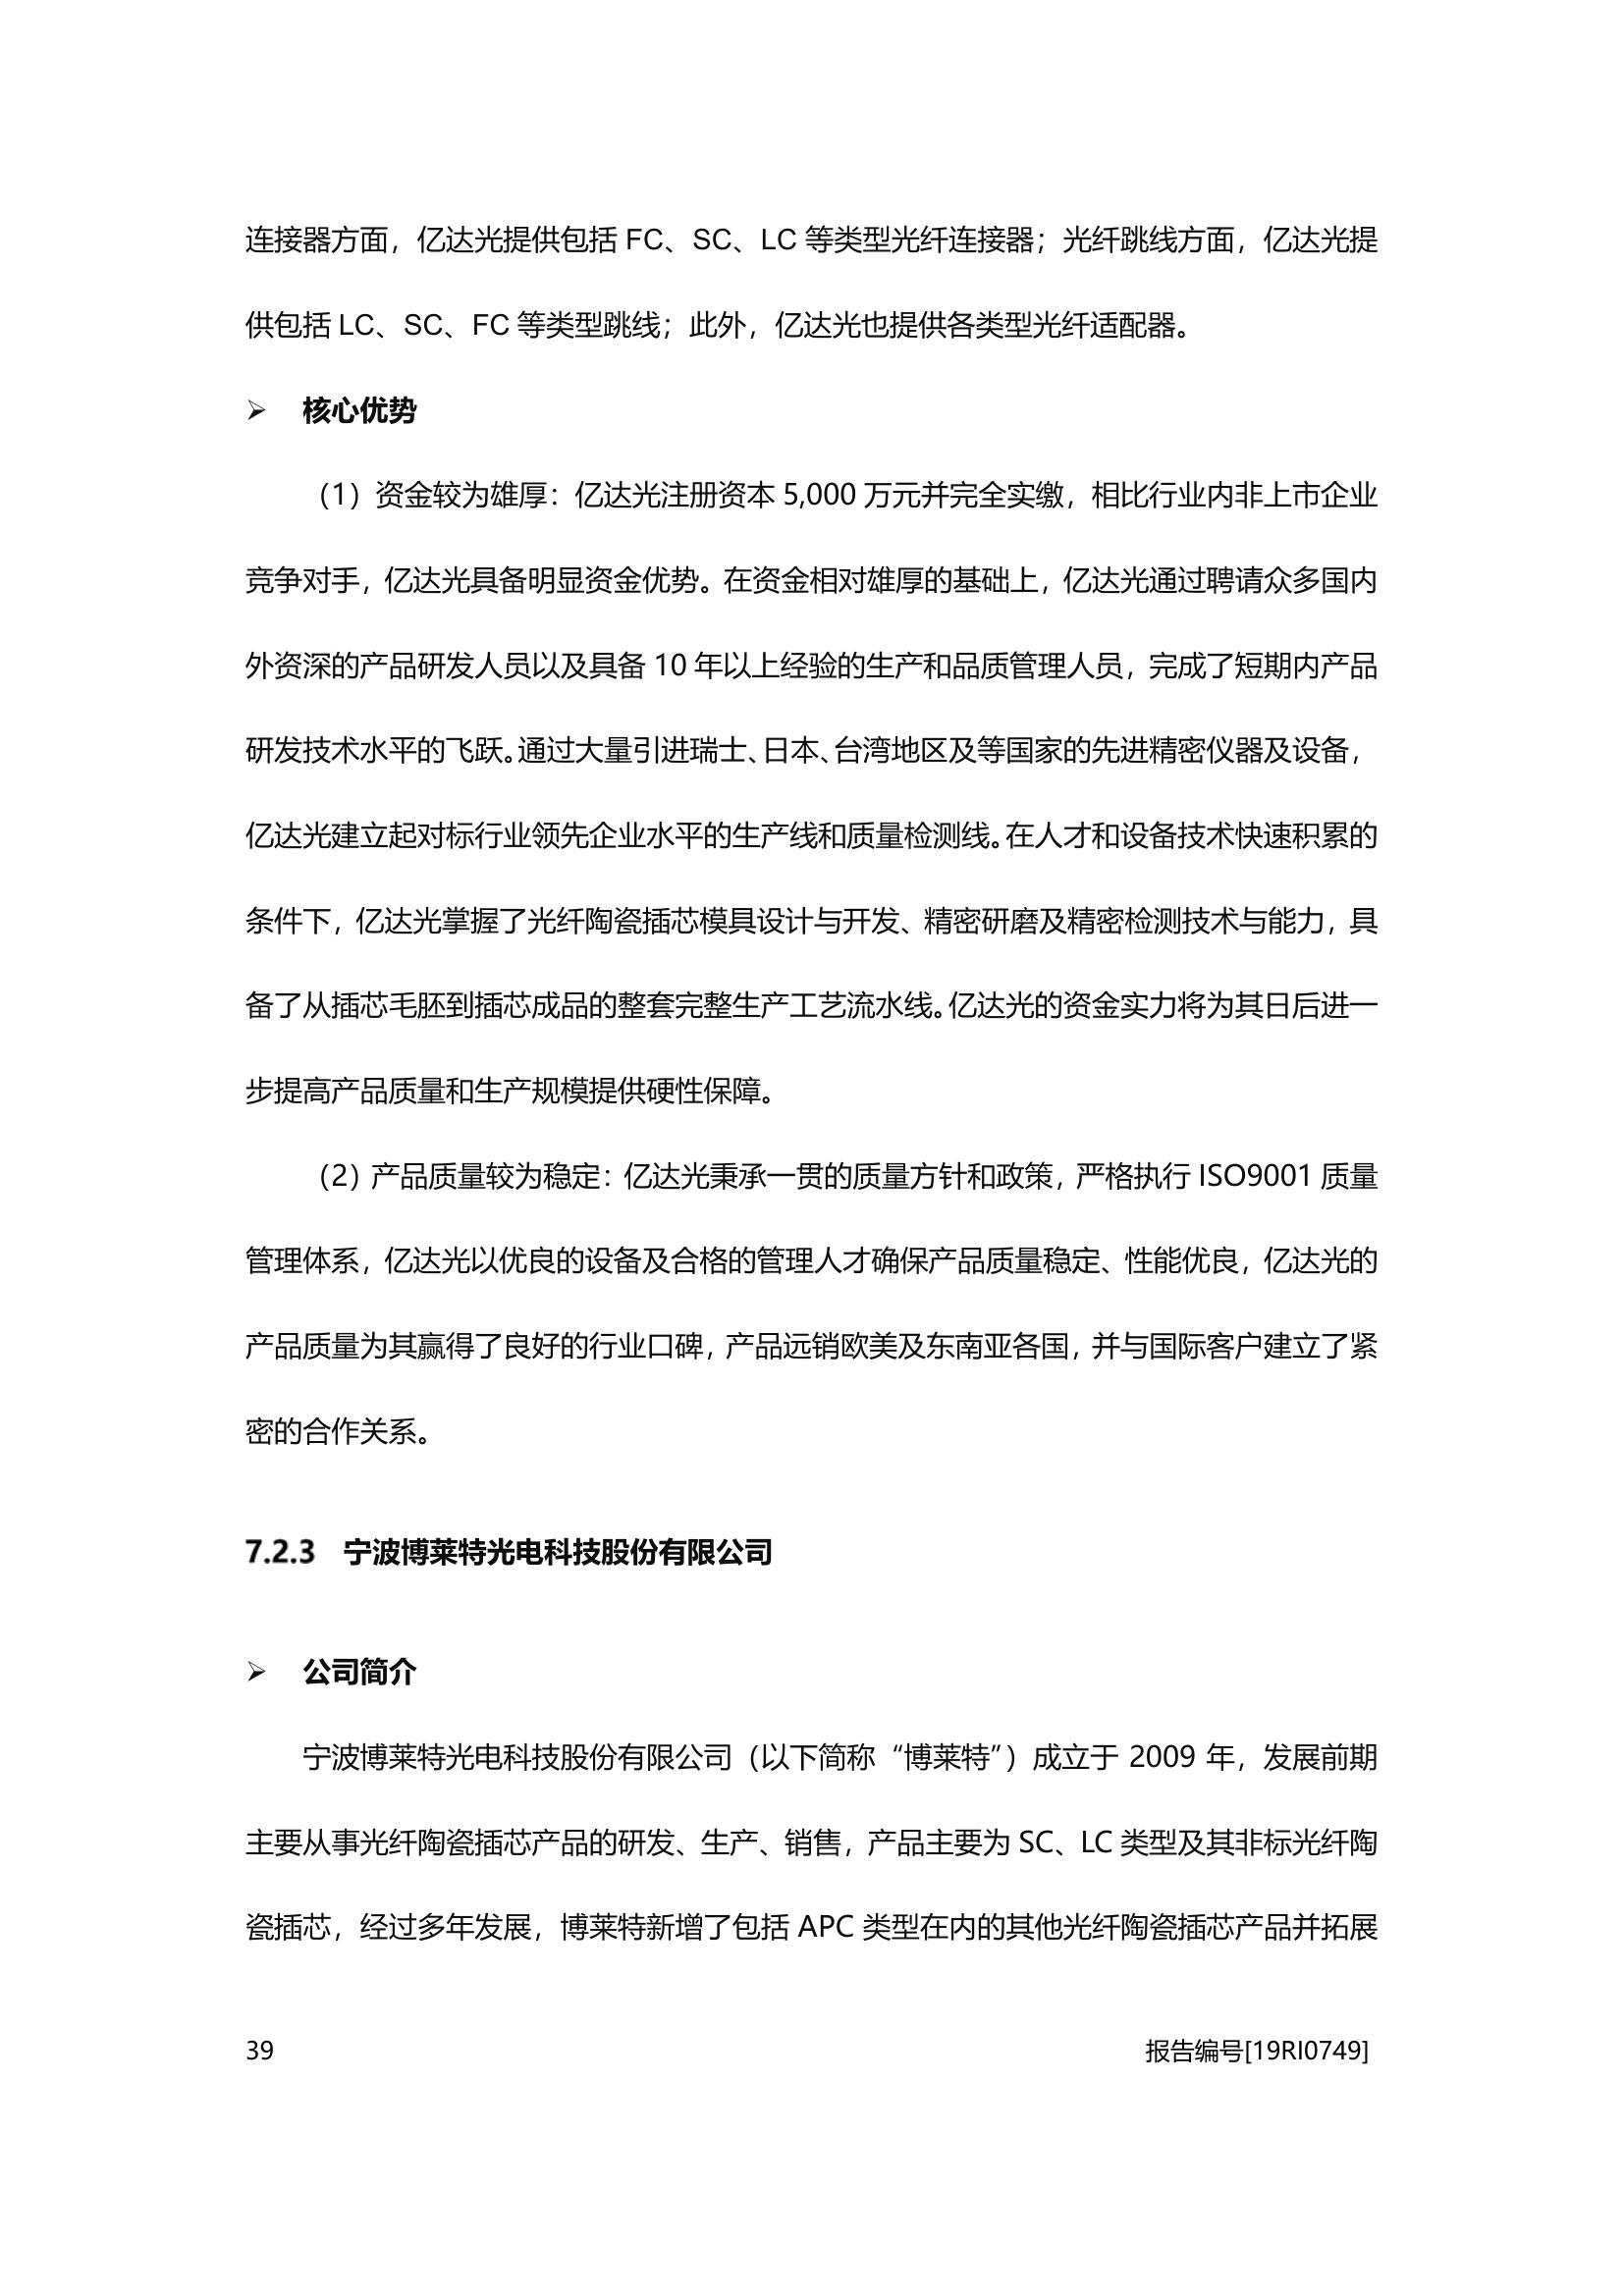 连接器方面，亿达光提供包括 FC、SC、LC 等类型光纤连接器；光纤跳线方面，亿达光提
供包括 LC、SC、FC 等类型跳线；此外，亿达光也提供各类型光纤适配器。
➢ 核心优势
（1）资金较为雄厚：亿达光注册资本 5,000 万元并完全实缴，相比行业内非上市企业
竞争对手，亿达光具备明显资金优势。在资金相对雄厚的基础上，亿达光通过聘请众多国内
外资深的产品研发人员以及具备 10 年以上经验的生产和品质管理人员，完成了短期内产品
研发技术水平的飞跃。通过大量引进瑞士、日本、台湾地区及等国家的先进精密仪器及设备，
亿达光建立起对标行业领先企业水平的生产线和质量检测线。在人才和设备技术快速积累的
条件下，亿达光掌握了光纤陶瓷插芯模具设计与开发、精密研磨及精密检测技术与能力，具
备了从插芯毛胚到插芯成品的整套完整生产工艺流水线。亿达光的资金实力将为其日后进一
步提高产品质量和生产规模提供硬性保障。
（2）产品质量较为稳定：亿达光秉承一贯的质量方针和政策，严格执行 ISO9001 质量
管理体系，亿达光以优良的设备及合格的管理人才确保产品质量稳定、性能优良，亿达光的
产品质量为其赢得了良好的行业口碑，产品远销欧美及东南亚各国，并与国际客户建立了紧
密的合作关系。
7.2.3 宁波博莱特光电科技股份有限公司
➢ 公司简介
宁波博莱特光电科技股份有限公司（以下简称“博莱特”）成立于 2009 年，发展前期
主要从事光纤陶瓷插芯产品的研发、生产、销售，产品主要为 SC、LC 类型及其非标光纤陶
瓷插芯，经过多年发展，博莱特新增了包括 APC 类型在内的其他光纤陶瓷插芯产品并拓展
39 报告编号[19RI0749]